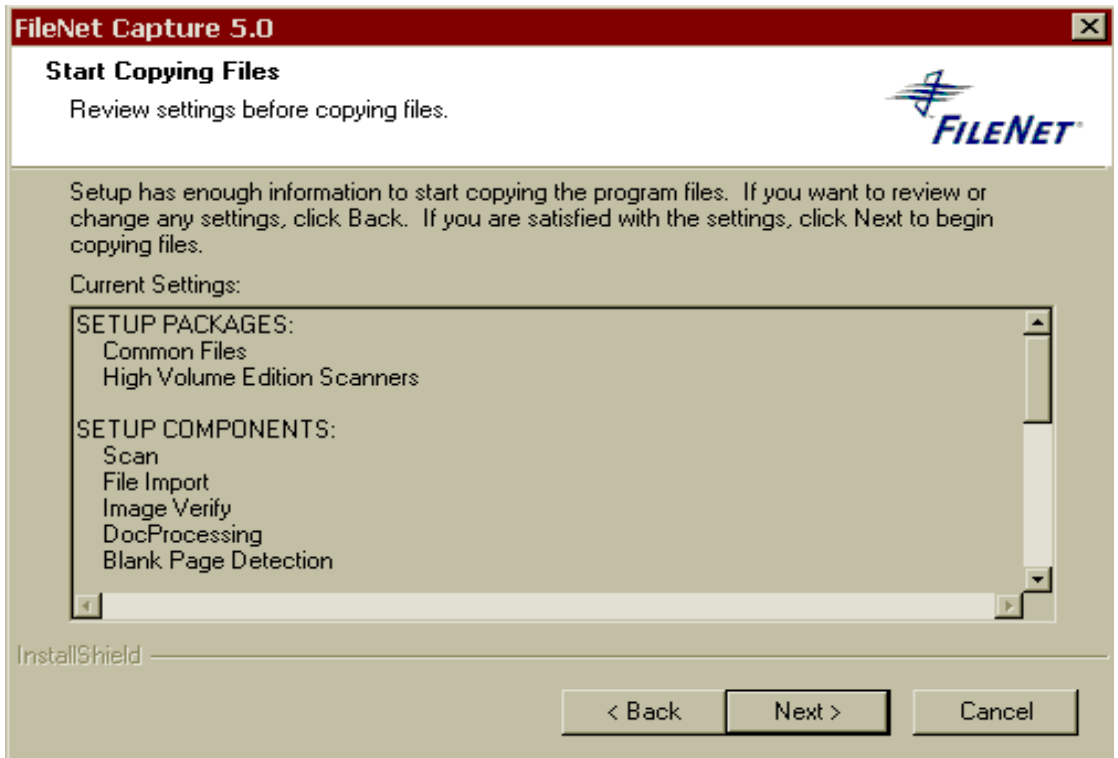 FileNet Capture 5.0
Start Copying Files
Review settings before copying files.
FILENET
Setup has enough information to start copying the program files. If you want to review or
change any settings, click Back. If you are satisfied with the settings, click Next to begin
copying files.
Current Settings:
SETUP PACKAGES:
Common Files
High Volume Edition Scanners
SETUP COMPONENTS:
Scan
File Import
Image Verify
DocProcessing
Blank Page Detection
InstallShield
< Back Next > Cancel